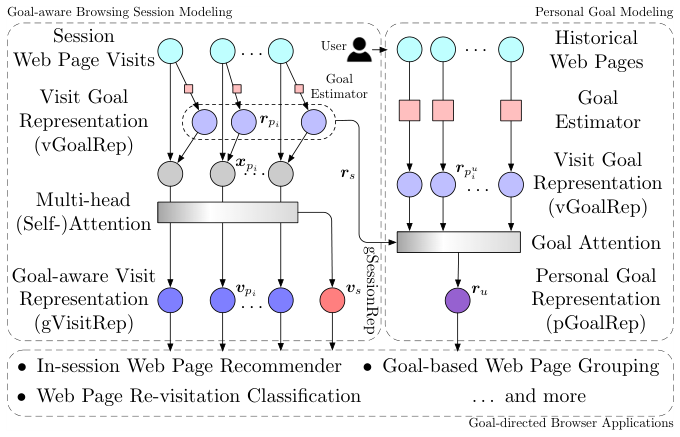 Goal-aware Browsing Session Modeling
Personal Goal Modeling
Session
Web Page Visits
...
User
...
Historical
Web Pages
Goal
Estimator
Visit Goal
Representation
(vGoalRep)
r_{p_i}
Goal
Estimator
x_{p_i}
...
r_s
r_{p_i^u}
...
Visit Goal
Representation
(vGoalRep)
Multi-head
(Self-)Attention
Goal Attention
gSessionRep
Goal-aware Visit
Representation
(gVisitRep)
v_{p_i}
...
v_s
r_u
Personal Goal
Representation
(pGoalRep)
● In-session Web Page Recommender
● Goal-based Web Page Grouping
● Web Page Re-visitation Classification
... and more
Goal-directed Browser Applications